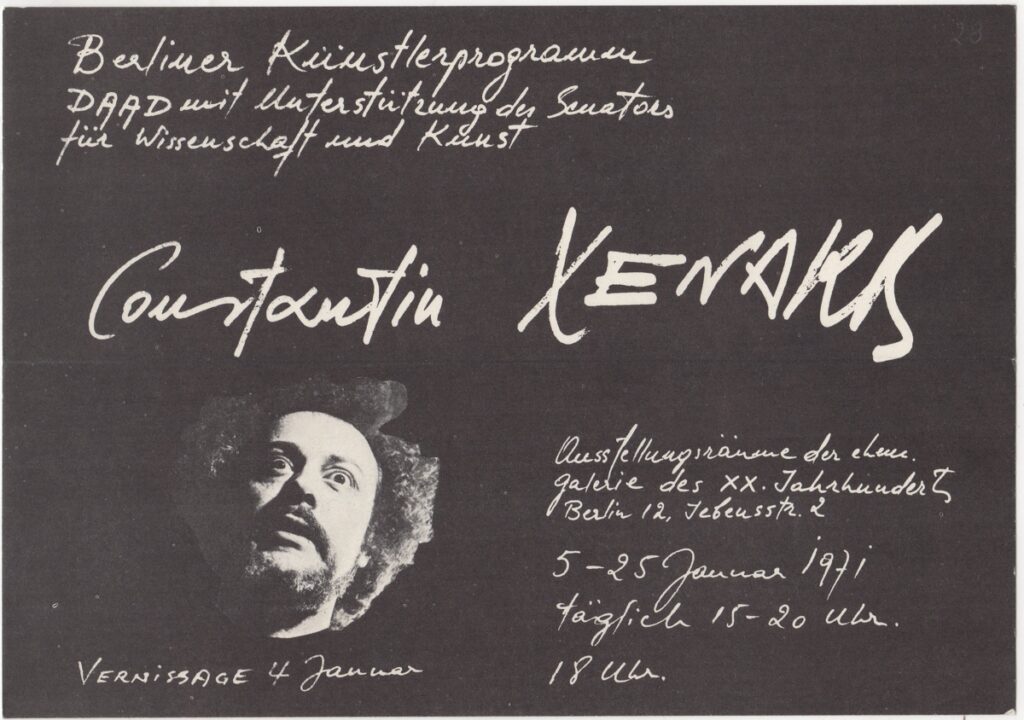 Berliner Künstlerprogramm
DAAD mit Unterstützung des Senators
für Wissenschaft und Kunst
Constantin XENAKIS
Ausstellungsräume der ehem.
galerie des XX. Jahrhunderts
Berlin 12, Jebensstr. 2
5-25 Januar 1971
täglich 15-20 Uhr.
VERNISSAGE 4 Januar 18 Uhr.